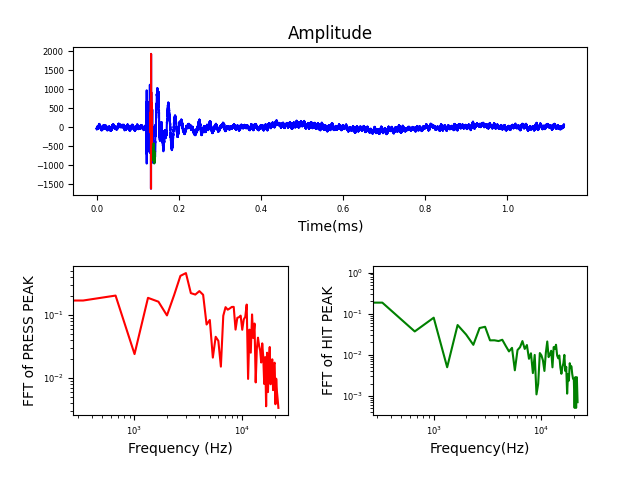 Amplitude
2000
1500
1000
500
0
−500
−1000
−1500
0.0 0.2 0.4 0.6 0.8 1.0
Time(ms)
FFT of PRESS PEAK
10⁻¹
10⁻²
10³ 10⁴
Frequency (Hz)
FFT of HIT PEAK
10⁰
10⁻¹
10⁻²
10⁻³
10³ 10⁴
Frequency(Hz)